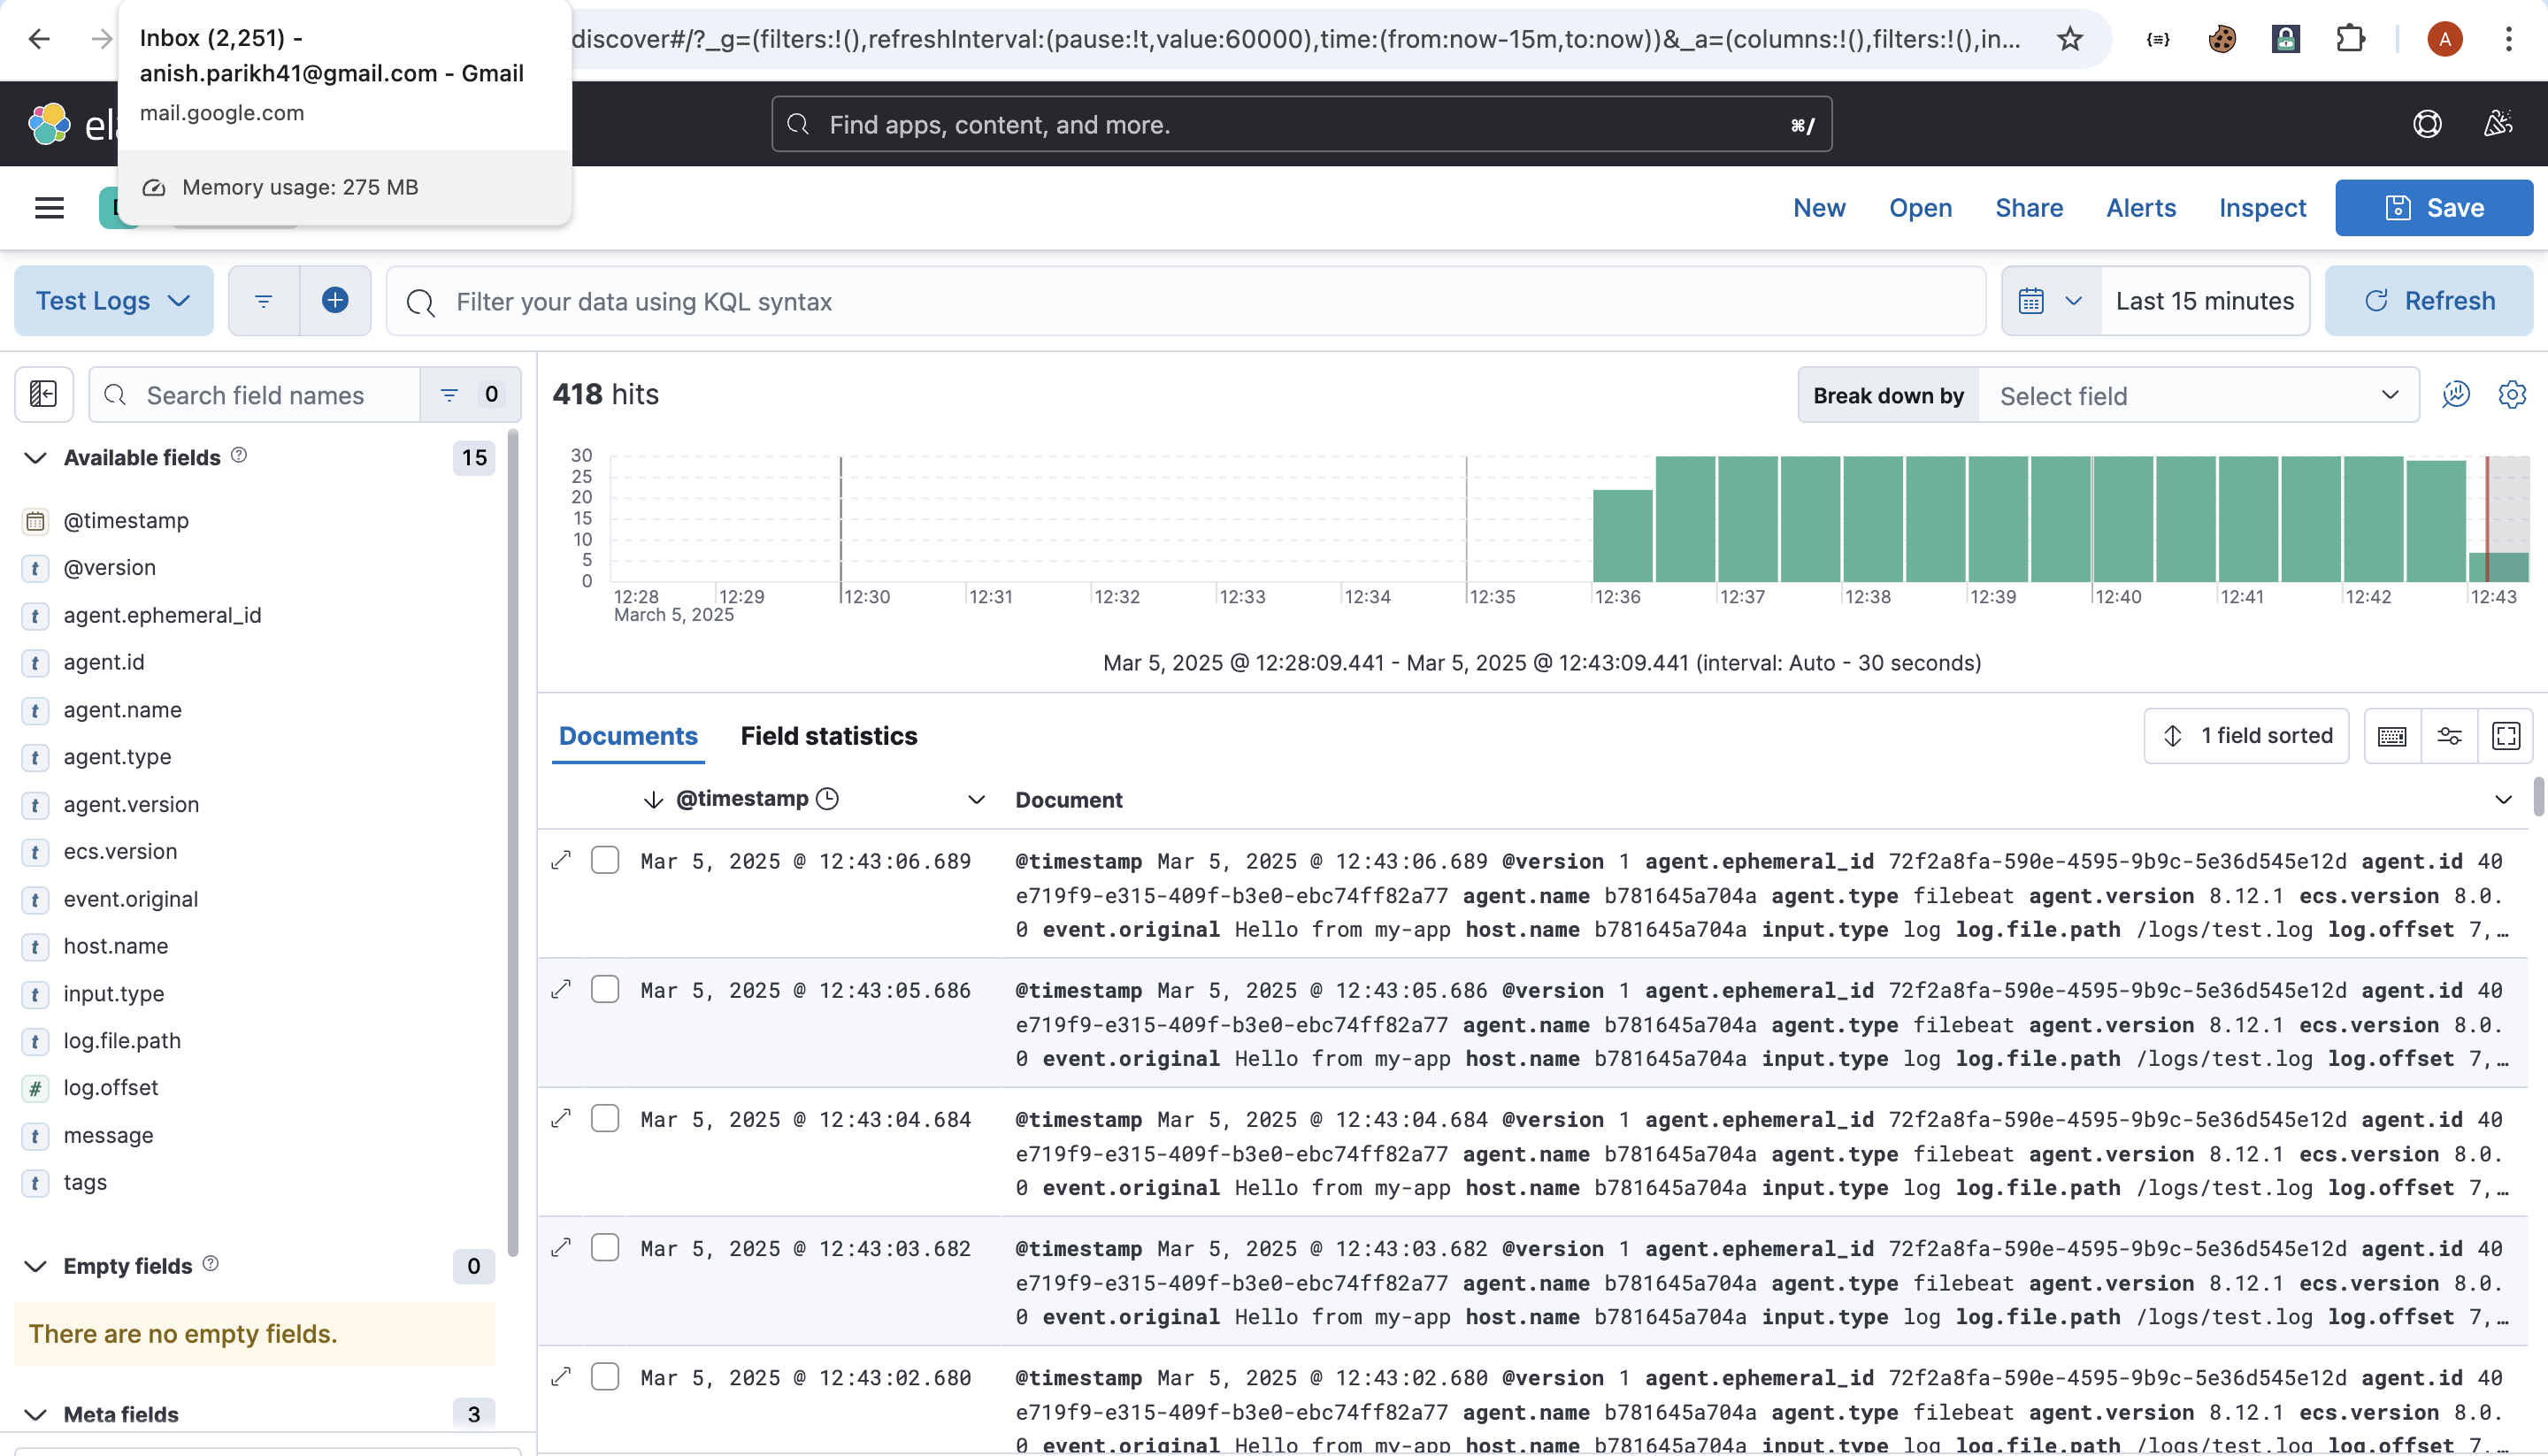 Inbox (2,251) -
anish.parikh41@gmail.com - Gmail
mail.google.com
Memory usage: 275 MB
discover#/?_g=(filters:!(),refreshInterval:(pause:!t,value:60000),time:(from:now-15m,to:now))&_a=(columns:!(),filters:!(),in...
A
Find apps, content, and more.
⌘/
New
Open
Share
Alerts
Inspect
Save
Test Logs
Filter your data using KQL syntax
Last 15 minutes
Refresh
Search field names
0
Available fields
15
@timestamp
t @version
t agent.ephemeral_id
t agent.id
t agent.name
t agent.type
t agent.version
t ecs.version
t event.original
t host.name
t input.type
t log.file.path
# log.offset
t message
t tags
Empty fields
0
There are no empty fields.
Meta fields
3
418 hits
Break down by
Select field
30
25
20
15
10
5
0
12:28
12:29
12:30
12:31
12:32
12:33
12:34
12:35
12:36
12:37
12:38
12:39
12:40
12:41
12:42
12:43
March 5, 2025
Mar 5, 2025 @ 12:28:09.441 - Mar 5, 2025 @ 12:43:09.441 (interval: Auto - 30 seconds)
Documents
Field statistics
1 field sorted
@timestamp
Document
Mar 5, 2025 @ 12:43:06.689
@timestamp Mar 5, 2025 @ 12:43:06.689 @version 1 agent.ephemeral_id 72f2a8fa-590e-4595-9b9c-5e36d545e12d agent.id 40
e719f9-e315-409f-b3e0-ebc74ff82a77 agent.name b781645a704a agent.type filebeat agent.version 8.12.1 ecs.version 8.0.
0 event.original Hello from my-app host.name b781645a704a input.type log log.file.path /logs/test.log log.offset 7,…
Mar 5, 2025 @ 12:43:05.686
@timestamp Mar 5, 2025 @ 12:43:05.686 @version 1 agent.ephemeral_id 72f2a8fa-590e-4595-9b9c-5e36d545e12d agent.id 40
e719f9-e315-409f-b3e0-ebc74ff82a77 agent.name b781645a704a agent.type filebeat agent.version 8.12.1 ecs.version 8.0.
0 event.original Hello from my-app host.name b781645a704a input.type log log.file.path /logs/test.log log.offset 7,…
Mar 5, 2025 @ 12:43:04.684
@timestamp Mar 5, 2025 @ 12:43:04.684 @version 1 agent.ephemeral_id 72f2a8fa-590e-4595-9b9c-5e36d545e12d agent.id 40
e719f9-e315-409f-b3e0-ebc74ff82a77 agent.name b781645a704a agent.type filebeat agent.version 8.12.1 ecs.version 8.0.
0 event.original Hello from my-app host.name b781645a704a input.type log log.file.path /logs/test.log log.offset 7,…
Mar 5, 2025 @ 12:43:03.682
@timestamp Mar 5, 2025 @ 12:43:03.682 @version 1 agent.ephemeral_id 72f2a8fa-590e-4595-9b9c-5e36d545e12d agent.id 40
e719f9-e315-409f-b3e0-ebc74ff82a77 agent.name b781645a704a agent.type filebeat agent.version 8.12.1 ecs.version 8.0.
0 event.original Hello from my-app host.name b781645a704a input.type log log.file.path /logs/test.log log.offset 7,…
Mar 5, 2025 @ 12:43:02.680
@timestamp Mar 5, 2025 @ 12:43:02.680 @version 1 agent.ephemeral_id 72f2a8fa-590e-4595-9b9c-5e36d545e12d agent.id 40
e719f9-e315-409f-b3e0-ebc74ff82a77 agent.name b781645a704a agent.type filebeat agent.version 8.12.1 ecs.version 8.0.
0 event.original Hello from my-app host.name b781645a704a input.type log log.file.path /logs/test.log log.offset 7,…